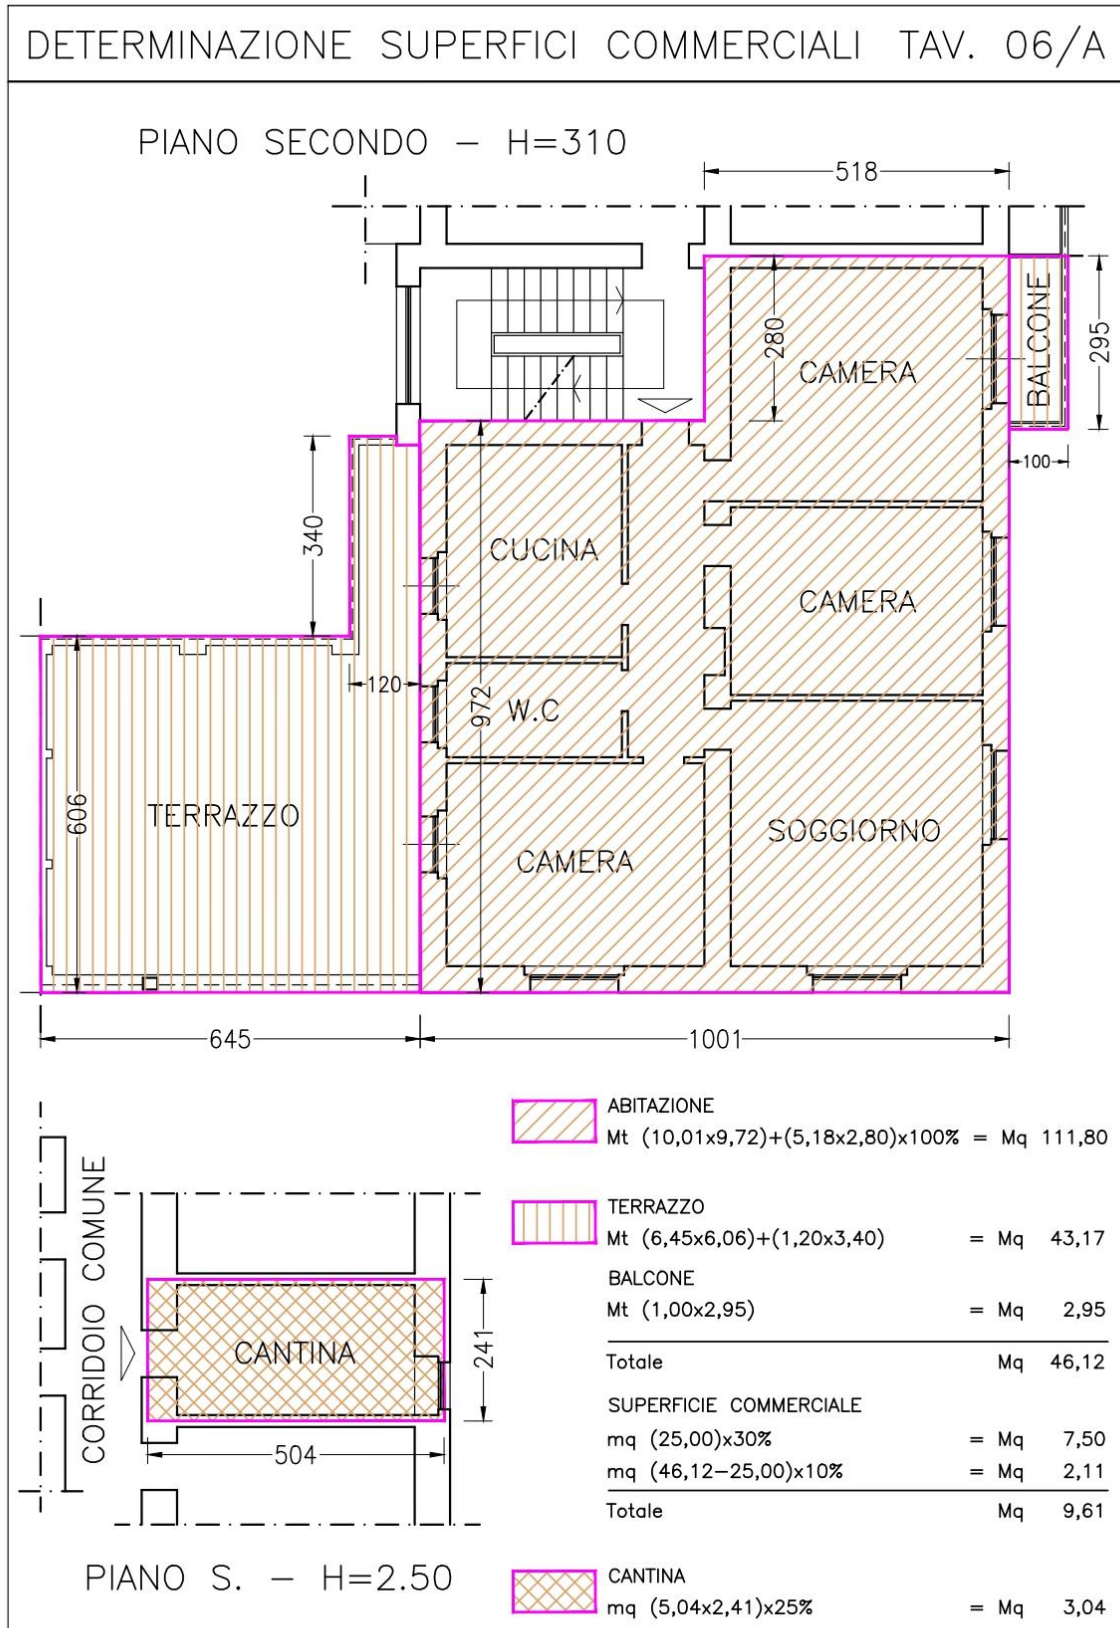 DETERMINAZIONE SUPERFICI COMMERCIALI TAV. 06/A
PIANO SECONDO – H=310
518
280
CAMERA
BALCONE
295
100
340
CUCINA
CAMERA
120
972
W.C
606
TERRAZZO
CAMERA
SOGGIORNO
645
1001
CORRIDOIO COMUNE
CANTINA
241
504
PIANO S. – H=2.50
ABITAZIONE
Mt (10,01x9,72)+(5,18x2,80)x100% = Mq 111,80
TERRAZZO
Mt (6,45x6,06)+(1,20x3,40) = Mq 43,17
BALCONE
Mt (1,00x2,95) = Mq 2,95
Totale Mq 46,12
SUPERFICIE COMMERCIALE
mq (25,00)x30% = Mq 7,50
mq (46,12–25,00)x10% = Mq 2,11
Totale Mq 9,61
CANTINA
mq (5,04x2,41)x25% = Mq 3,04